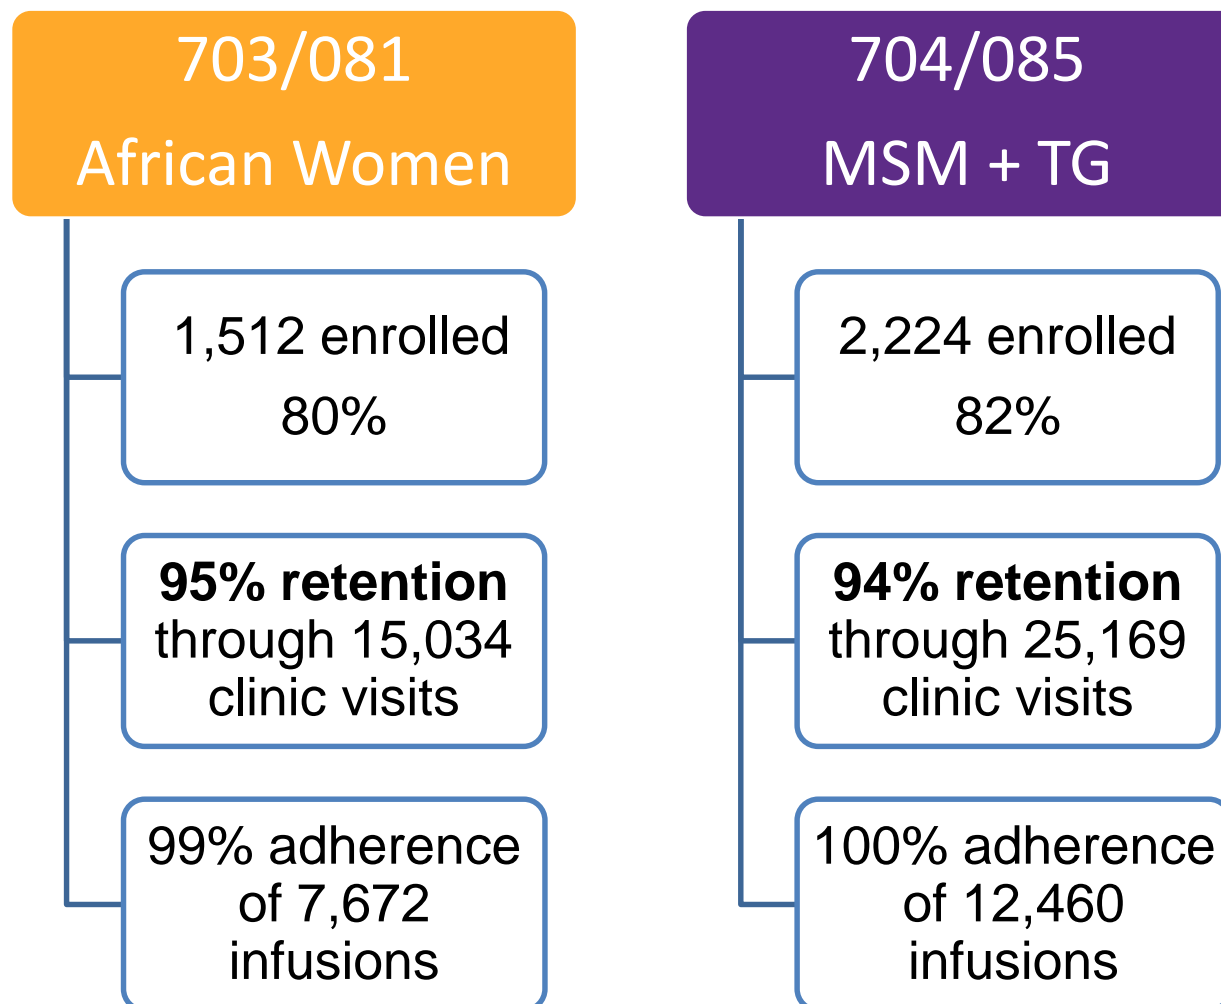 703/081
African Women
1,512 enrolled
80%
95% retention
through 15,034
clinic visits
99% adherence
of 7,672
infusions
704/085
MSM + TG
2,224 enrolled
82%
94% retention
through 25,169
clinic visits
100% adherence
of 12,460
infusions